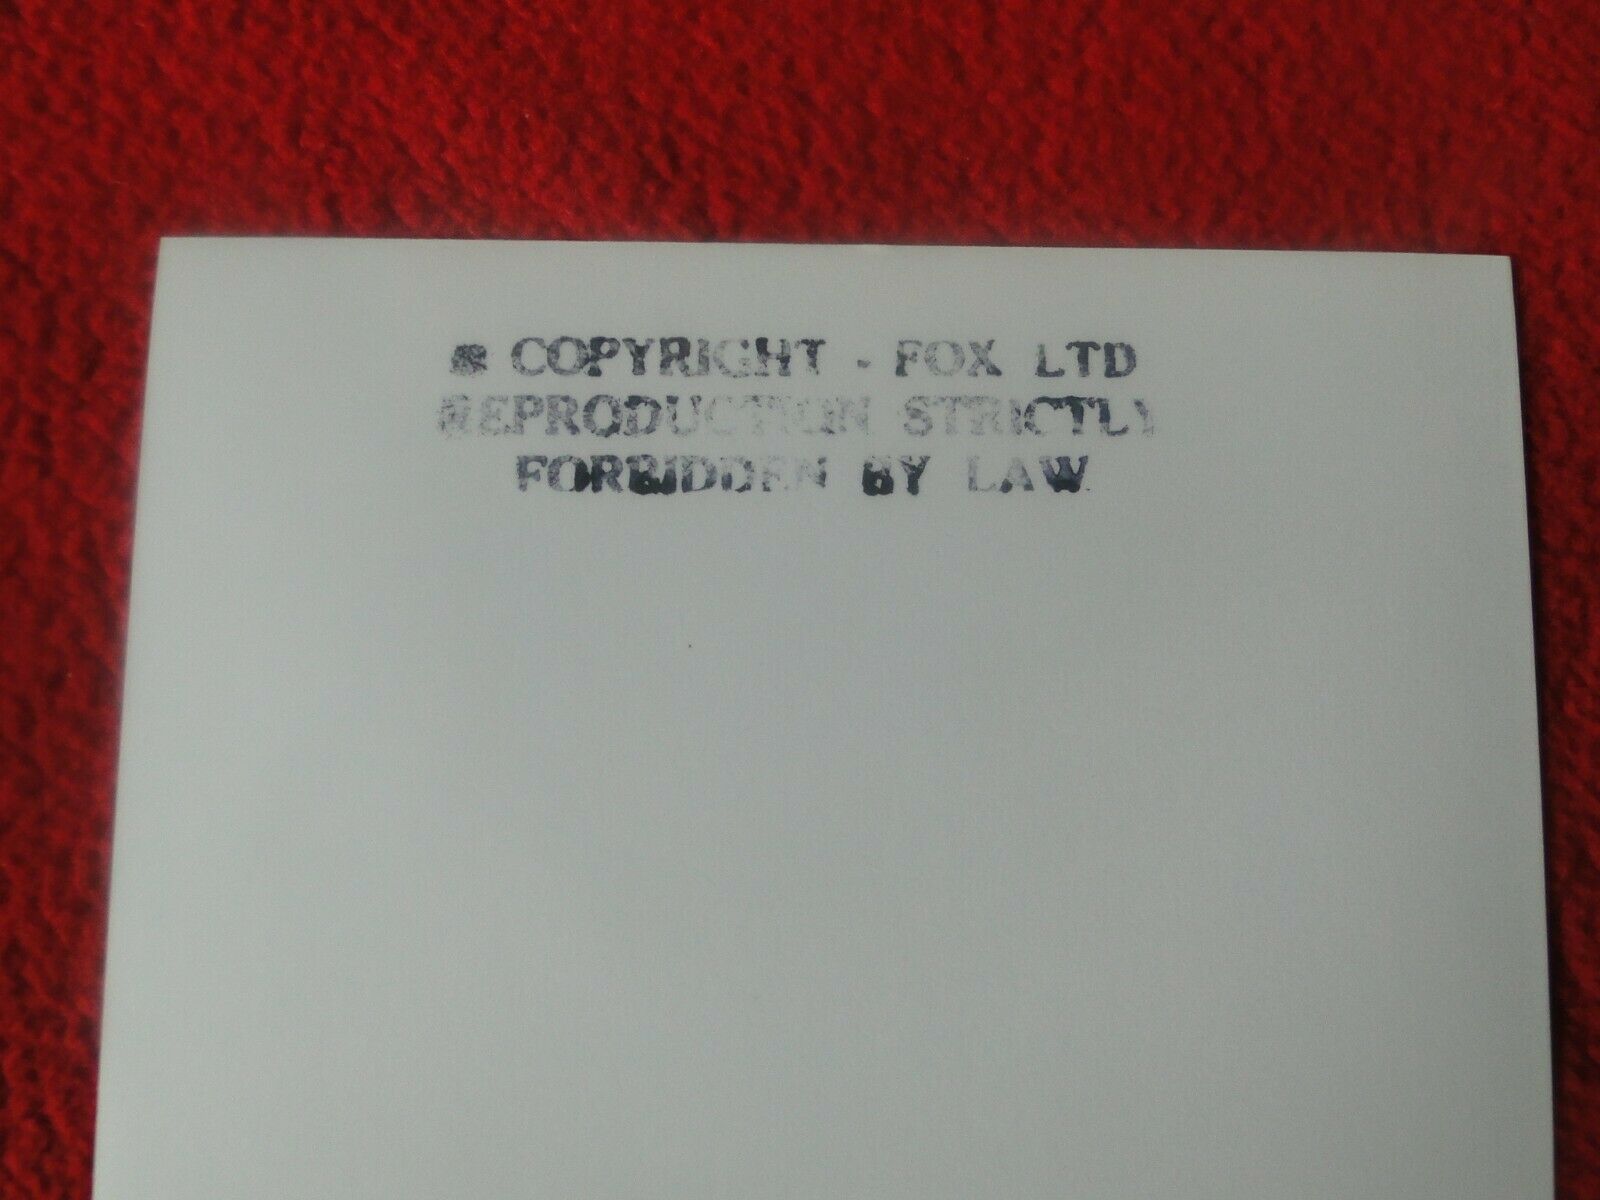 © COPYRIGHT - FOX LTD
REPRODUCTION STRICTLY
FORBIDDEN BY LAW